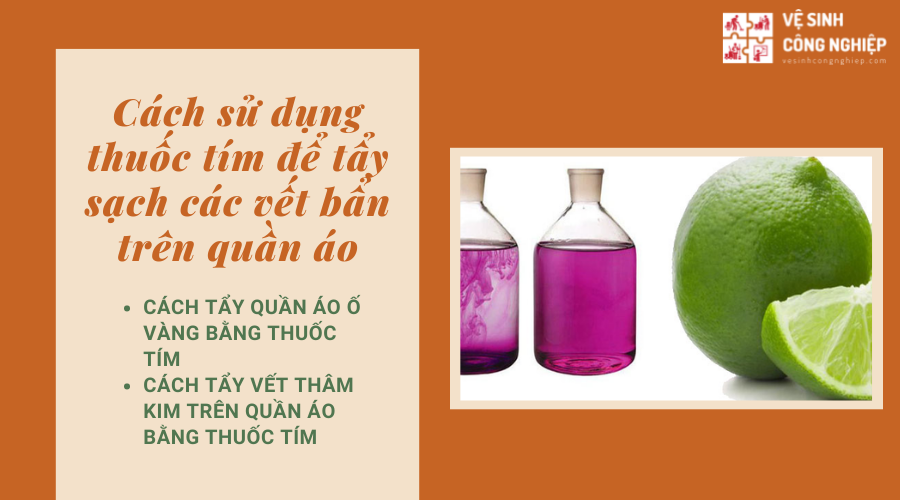 VỆ SINH
CÔNG NGHIỆP
vesinhcongnghiep.com
Cách sử dụng
thuốc tím để tẩy
sạch các vết bẩn
trên quần áo
• CÁCH TẨY QUẦN ÁO Ố
VÀNG BẰNG THUỐC
TÍM
• CÁCH TẨY VẾT THÂM
KIM TRÊN QUẦN ÁO
BẰNG THUỐC TÍM